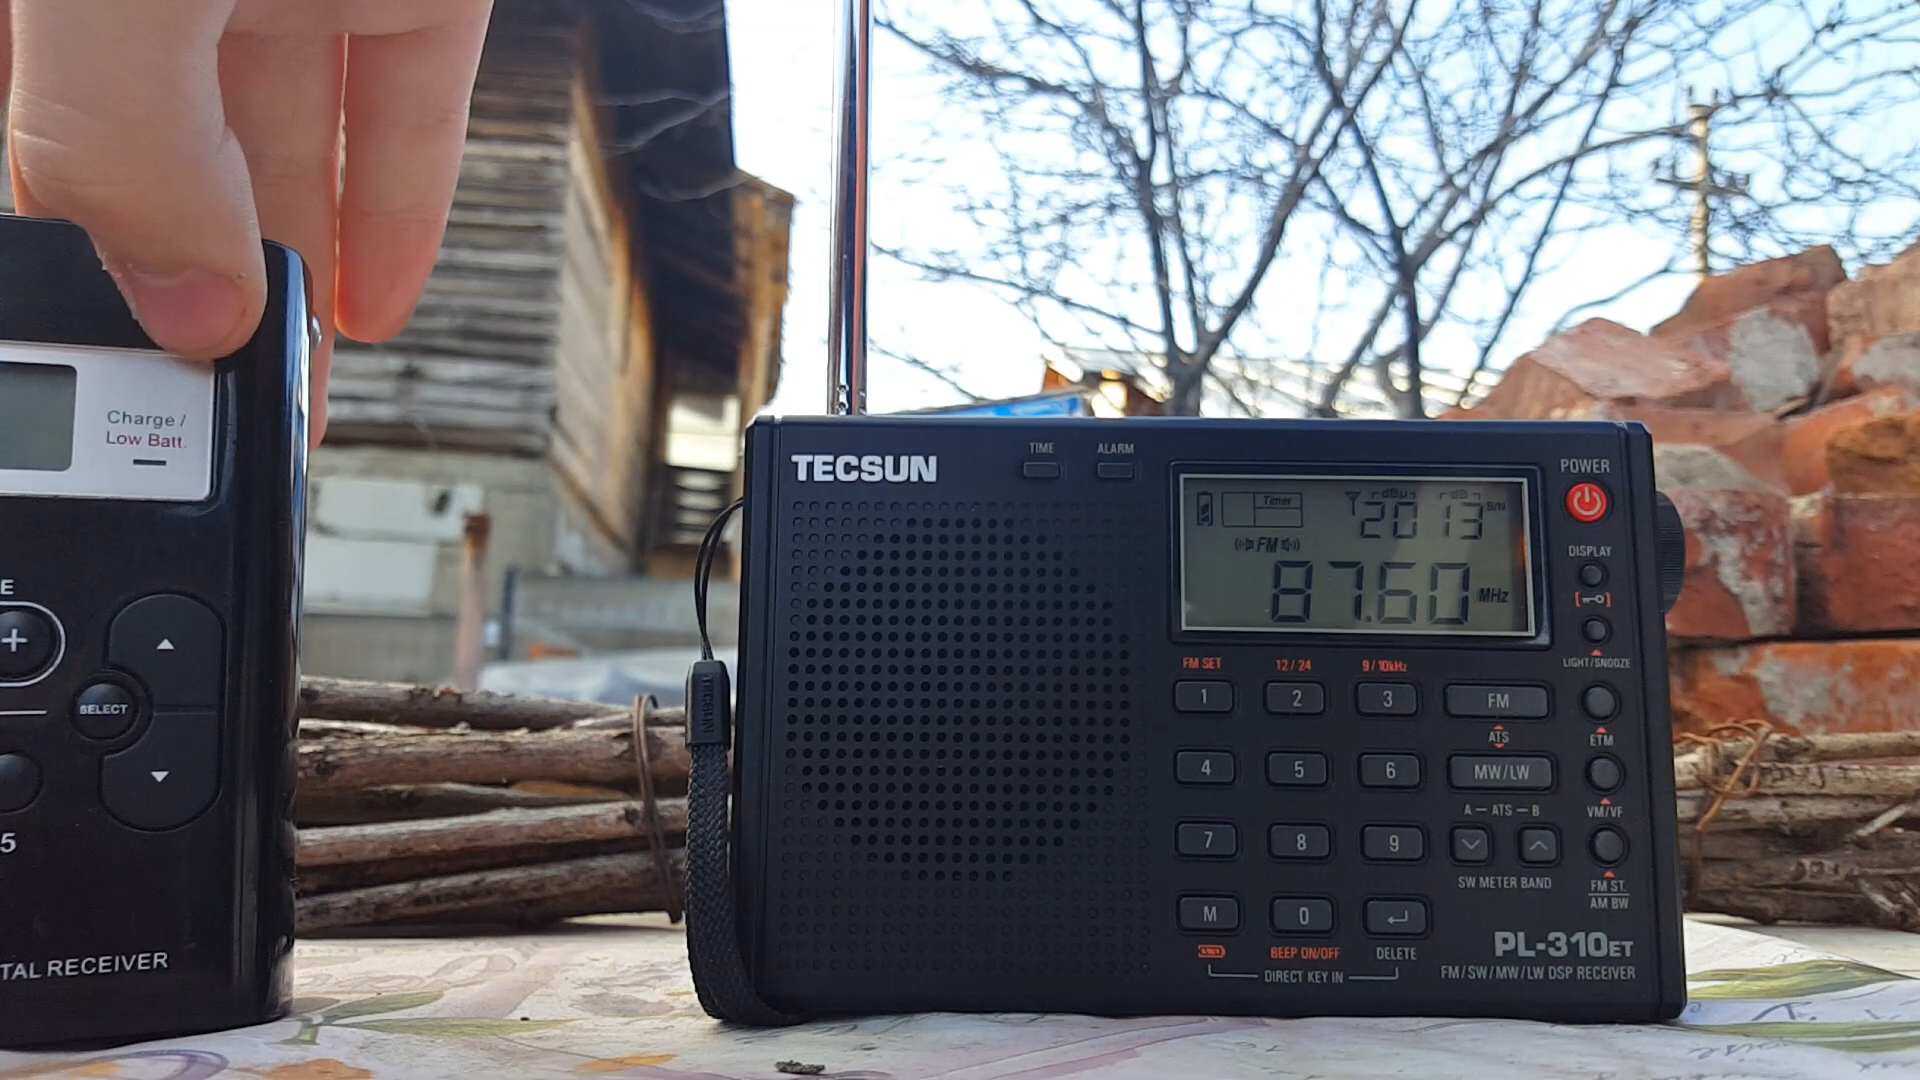 Charge /
Low Batt.
E
+
SELECT
5
TAL RECEIVER
TECSUN
TIME
ALARM
POWER
Timer
dBμ
dB
20 13
S/N
FM
87.60
MHz
DISPLAY
LIGHT/SNOOZE
FM SET
12 / 24
9 / 10kHz
1
2
3
FM
ATS
ETM
4
5
6
MW/LW
A — ATS — B
VM/VF
7
8
9
SW METER BAND
FM ST.
AM BW
M
0
BEEP ON/OFF
DELETE
DIRECT KEY IN
PL-310ET
FM/SW/MW/LW DSP RECEIVER
TECSUN